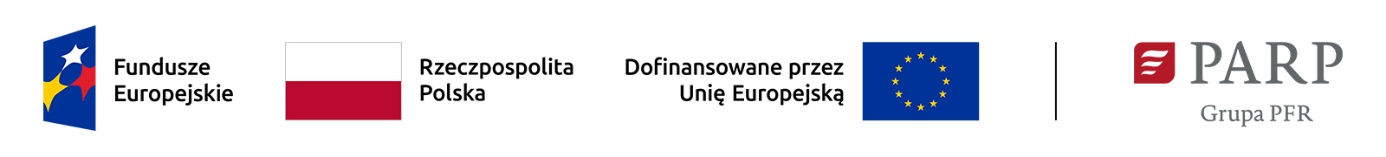 Fundusze
Europejskie
Rzeczpospolita
Polska
Dofinansowane przez
Unię Europejską
PARP
Grupa PFR